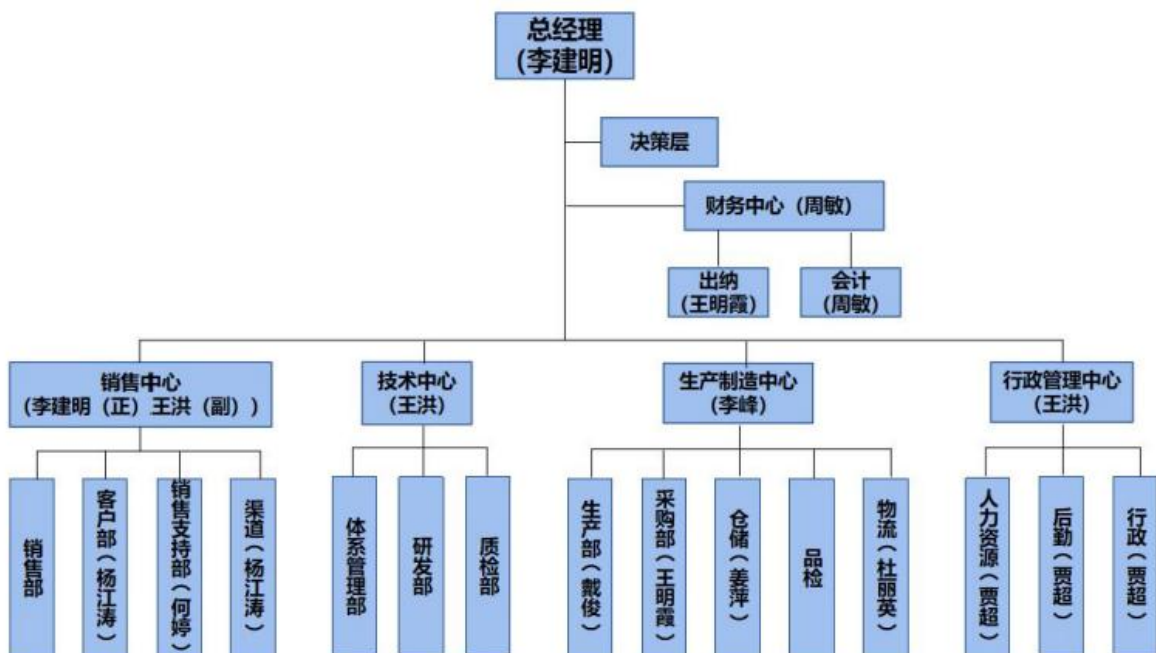 总经理
（李建明）
决策层
财务中心（周敏）
出纳
（王明霞）
会计
（周敏）
销售中心
（李建明（正）王洪（副））
技术中心
（王洪）
生产制造中心
（李峰）
行政管理中心
（王洪）
销售部
客户部（杨江涛）
销售支持部（何婷）
渠道（杨江涛）
体系管理部
研发部
质检部
生产部（戴俊）
采购部（王明霞）
仓储（姜萍）
品检
物流（杜丽英）
人力资源（贾超）
后勤（贾超）
行政（贾超）